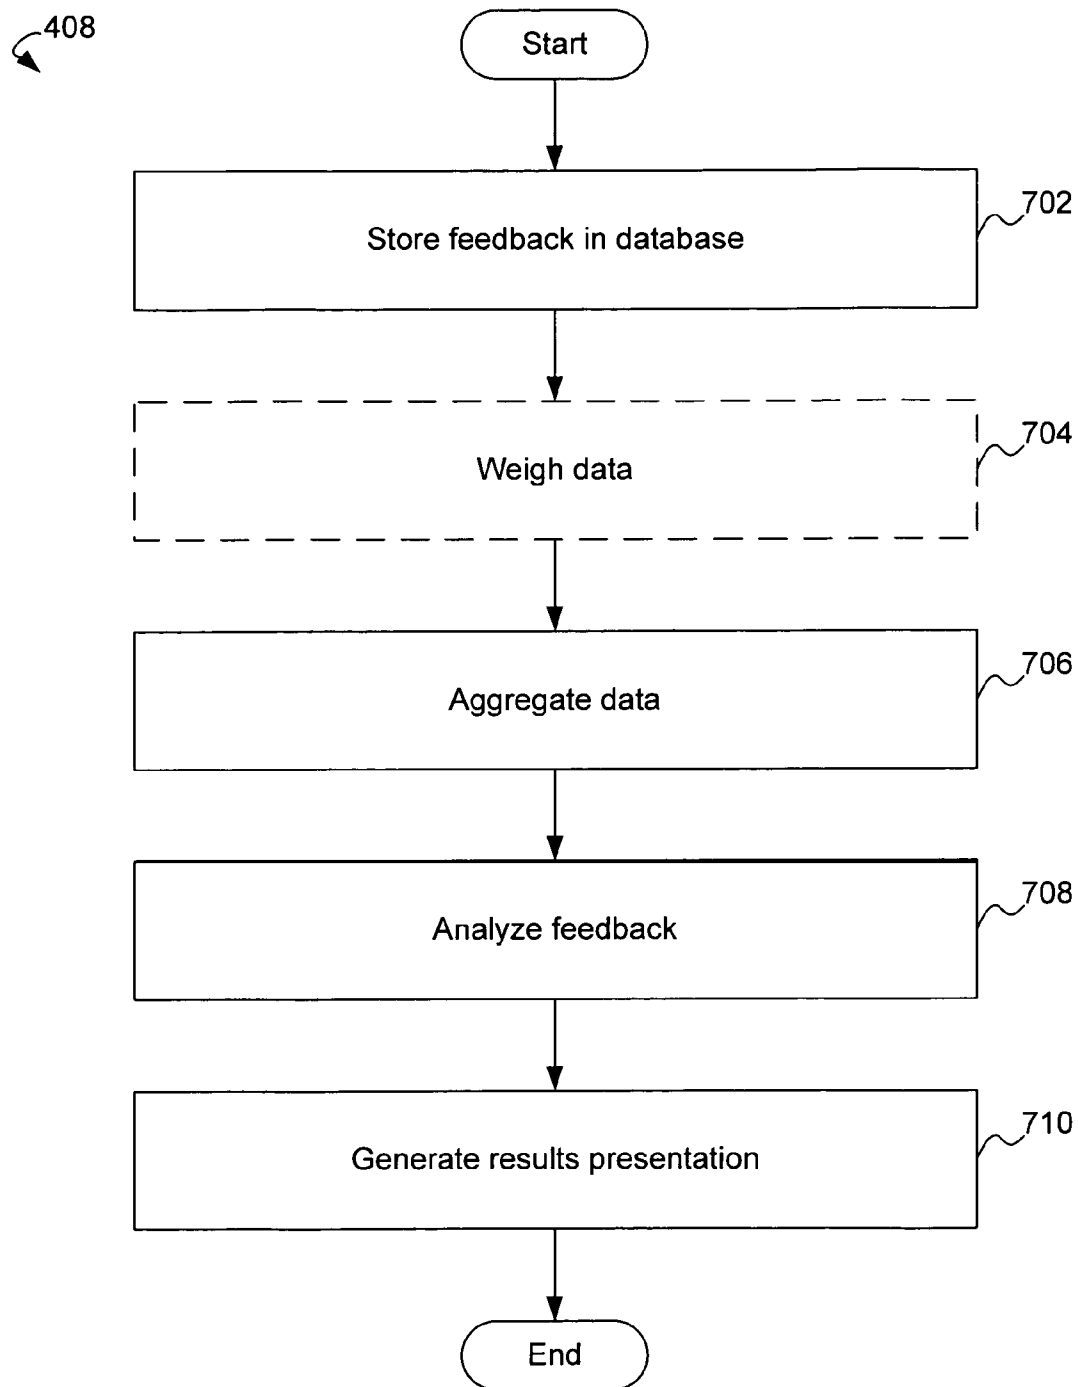 408
Start
Store feedback in database
702
Weigh data
704
Aggregate data
706
Analyze feedback
708
Generate results presentation
710
End